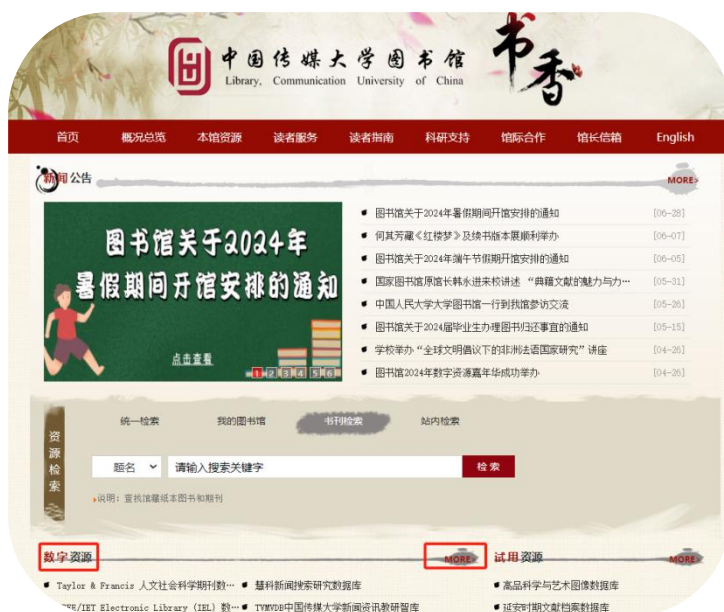 中国传媒大学图书馆
Library, Communication University of China
书香
首页 概况总览 本馆资源 读者服务 读者指南 科研支持 馆际合作 馆长信箱 English
新闻公告 MORE›
图书馆关于2024年
暑假期间开馆安排的通知
点击查看
1 2 3 4 5 6
图书馆关于2024年暑假期间开馆安排的通知 [06-28]
何其芳藏《红楼梦》及续书版本展顺利举办 [06-07]
图书馆关于2024年端午节假期开馆安排的通知 [06-05]
国家图书馆原馆长韩永进来校讲述 “典籍文献的魅力与力… [05-31]
中国人民大学图书馆一行到我馆参访交流 [05-26]
图书馆关于2024届毕业生办理图书归还事宜的通知 [05-15]
学校举办“全球文明倡议下的非洲法语国家研究”讲座 [04-26]
图书馆2024年数字资源嘉年华成功举办 [04-26]
资源检索
统一检索 我的图书馆 书刊检索 站内检索
题名 请输入搜索关键字 检索
说明：查找馆藏纸本图书和期刊
数字资源 MORE› 试用资源 MORE›
Taylor & Francis 人文社会科学期刊数… 慧科新闻搜索研究数据库 高品科学与艺术图像数据库
/IET Electronic Library (IEL) 数… TVMVDB中国传媒大学新闻资讯教研智库 延安时期文献档案数据库